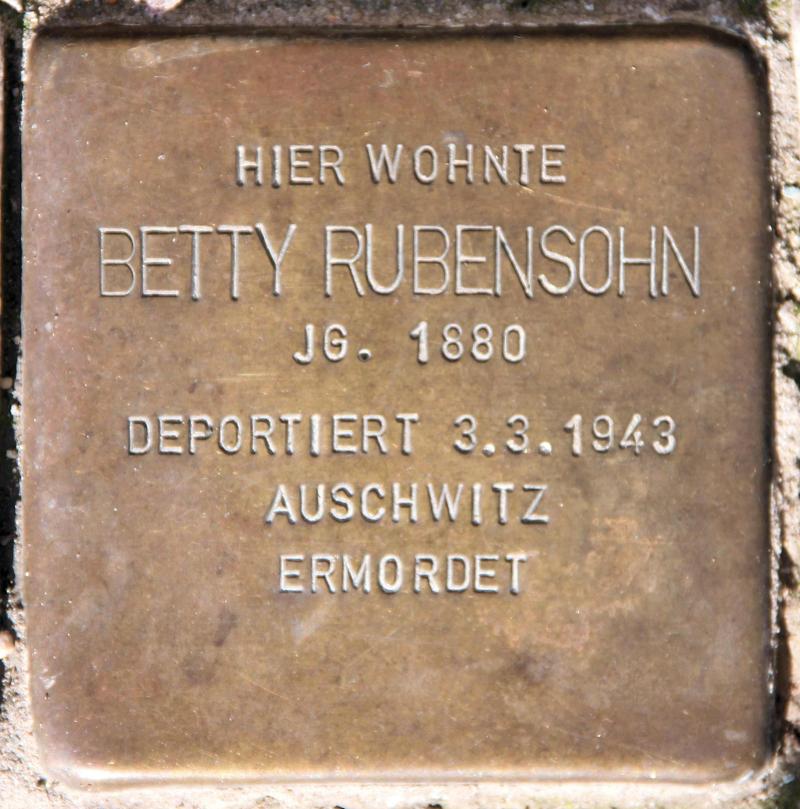 HIER WOHNTE
BETTY RUBENSOHN
JG. 1880
DEPORTIERT 3.3.1943
AUSCHWITZ
ERMORDET